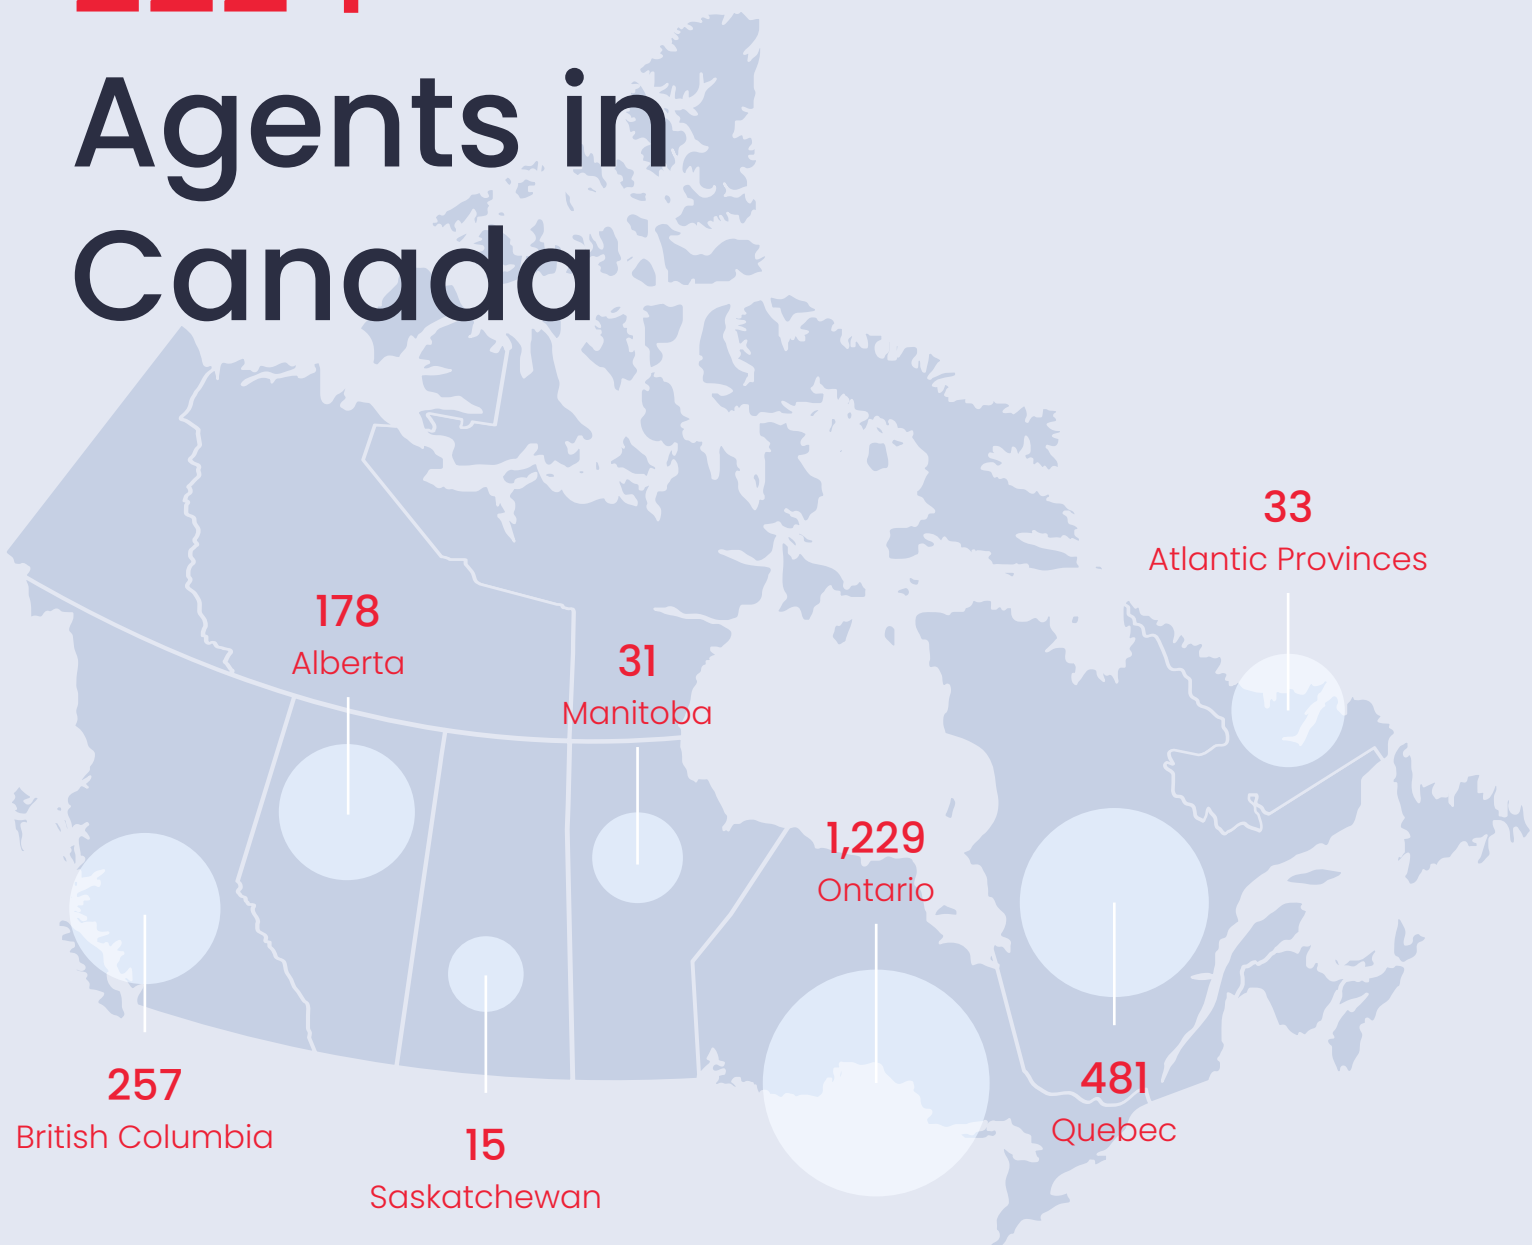 Agents in
Canada
33
Atlantic Provinces
178
Alberta
31
Manitoba
1,229
Ontario
257
British Columbia
481
Quebec
15
Saskatchewan